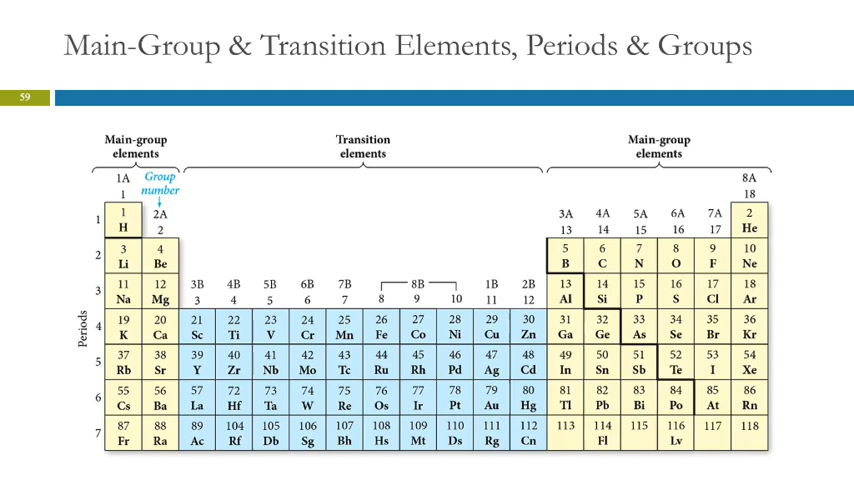 Main-Group & Transition Elements, Periods & Groups
59
Main-group elements
Transition elements
Main-group elements
1A Group number 8A
1 18
1 1 2A 3A 4A 5A 6A 7A 2
H 2 13 14 15 16 17 He
2 3 4 5 6 7 8 9 10
Li Be B C N O F Ne
3 11 12 3B 4B 5B 6B 7B 8B 1B 2B 13 14 15 16 17 18
Na Mg 3 4 5 6 7 8 9 10 11 12 Al Si P S Cl Ar
Periods
4 19 20 21 22 23 24 25 26 27 28 29 30 31 32 33 34 35 36
K Ca Sc Ti V Cr Mn Fe Co Ni Cu Zn Ga Ge As Se Br Kr
5 37 38 39 40 41 42 43 44 45 46 47 48 49 50 51 52 53 54
Rb Sr Y Zr Nb Mo Tc Ru Rh Pd Ag Cd In Sn Sb Te I Xe
6 55 56 57 72 73 74 75 76 77 78 79 80 81 82 83 84 85 86
Cs Ba La Hf Ta W Re Os Ir Pt Au Hg Tl Pb Bi Po At Rn
7 87 88 89 104 105 106 107 108 109 110 111 112 113 114 115 116 117 118
Fr Ra Ac Rf Db Sg Bh Hs Mt Ds Rg Cn Fl Lv